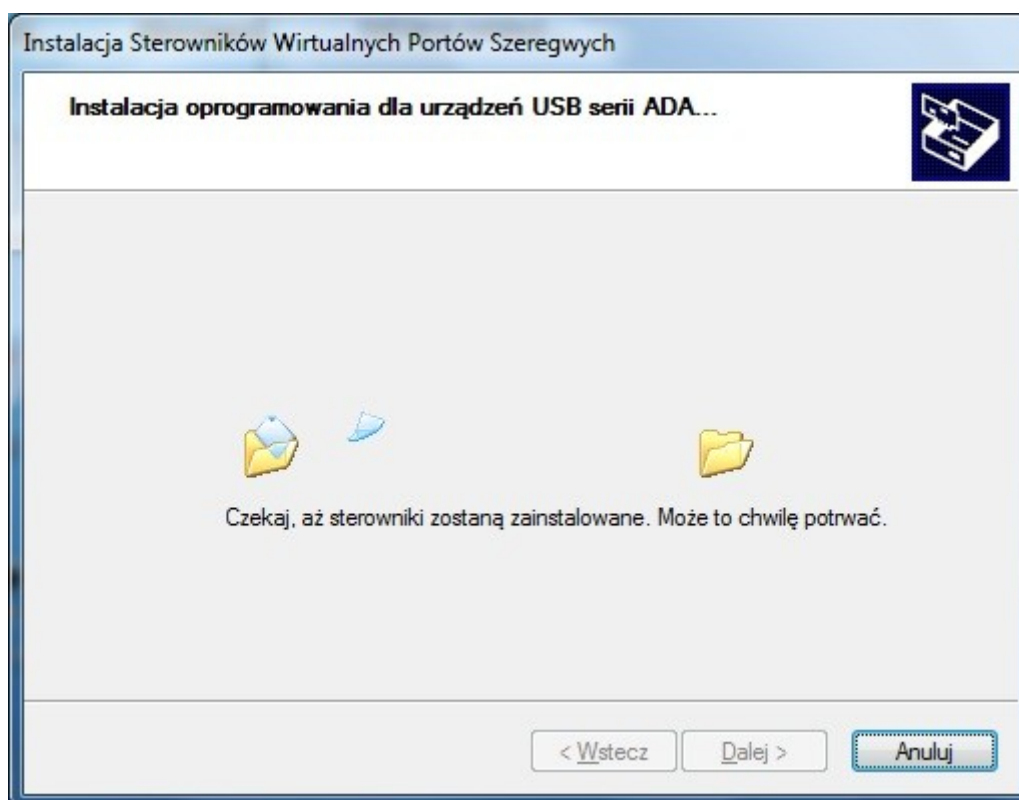 Instalacja Sterowników Wirtualnych Portów Szeregwych
Instalacja oprogramowania dla urządzeń USB serii ADA...
Czekaj, aż sterowniki zostaną zainstalowane. Może to chwilę potrwać.
< Wstecz
Dalej >
Anuluj